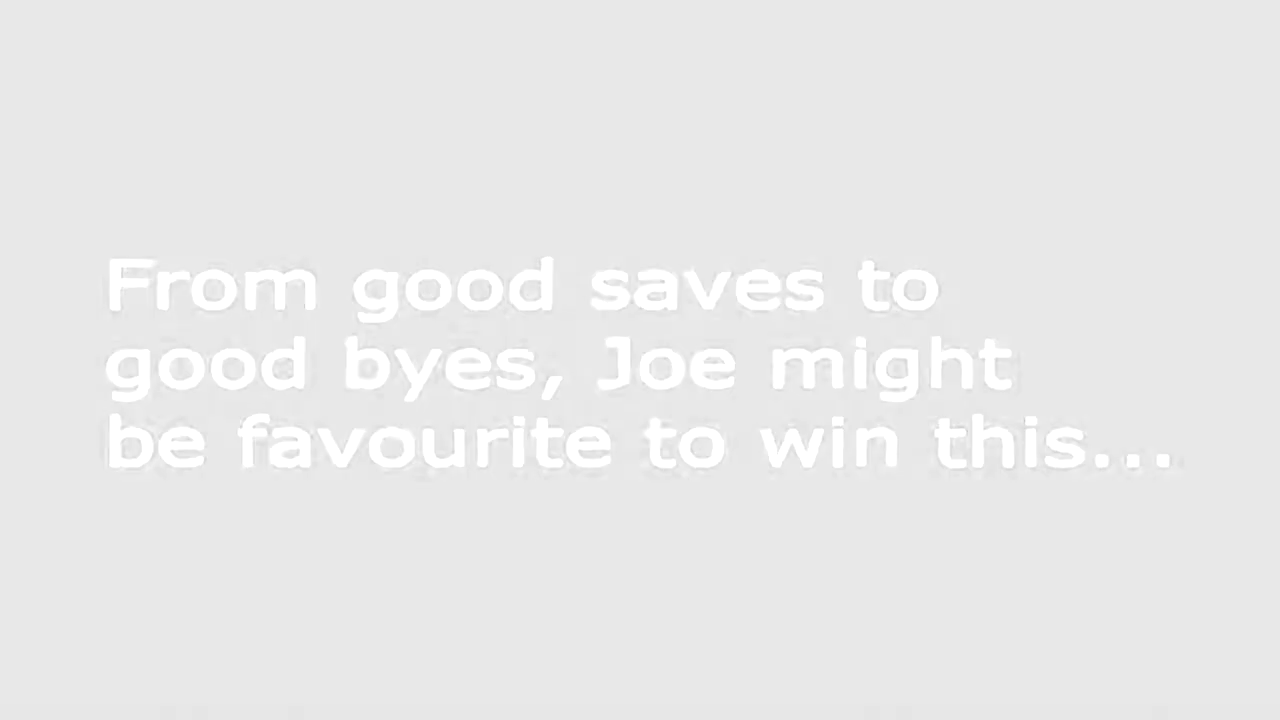 From good saves to
good byes, Joe might
be favourite to win this...